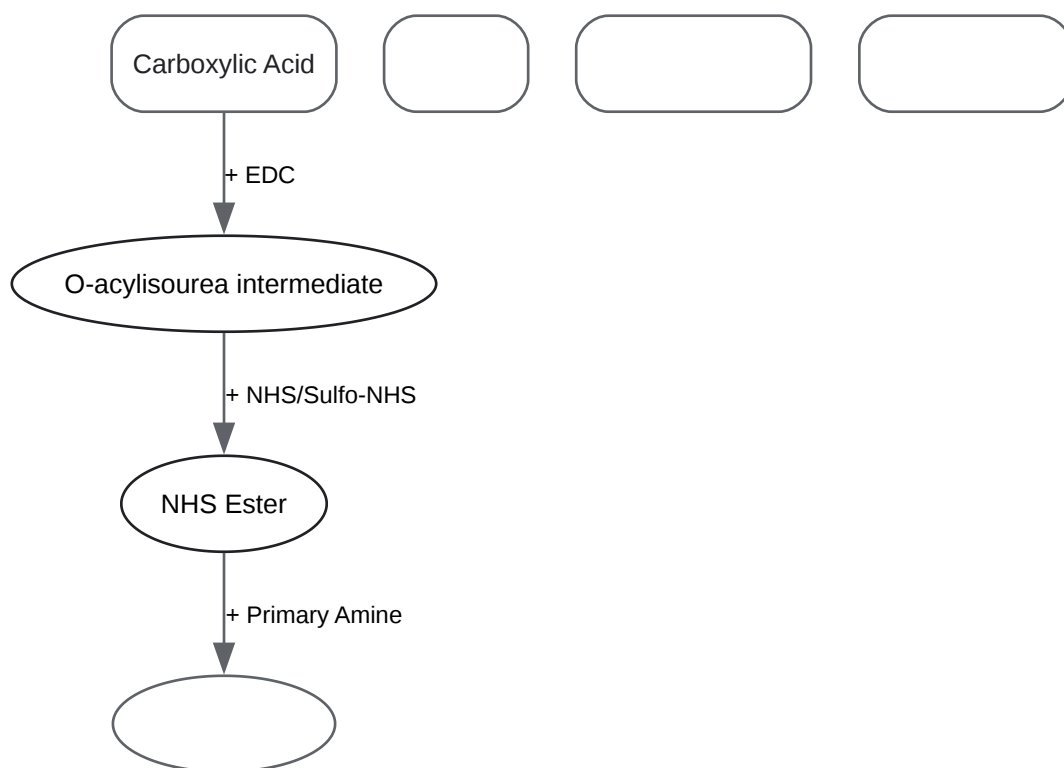 Carboxylic Acid
+ EDC
O-acylisourea intermediate
+ NHS/Sulfo-NHS
NHS Ester
+ Primary Amine